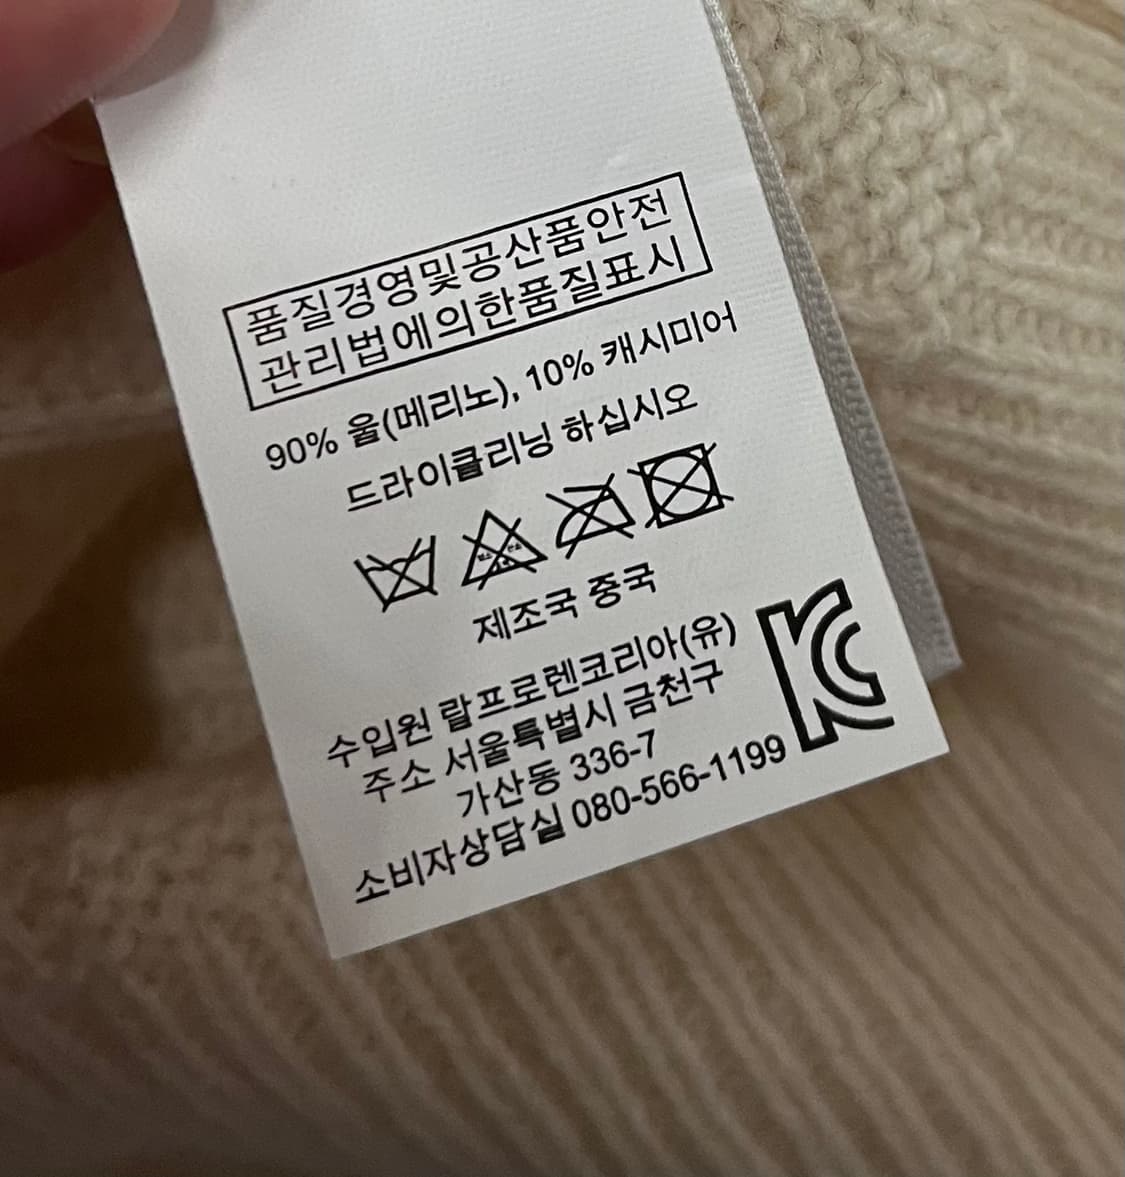 품질경영및공산품안전
관리법에의한품질표시
90% 울(메리노), 10% 캐시미어
드라이클리닝 하십시오
제조국 중국
수입원 랄프로렌코리아(유)
주소 서울특별시 금천구
가산동 336-7
소비자상담실 080-566-1199
KC